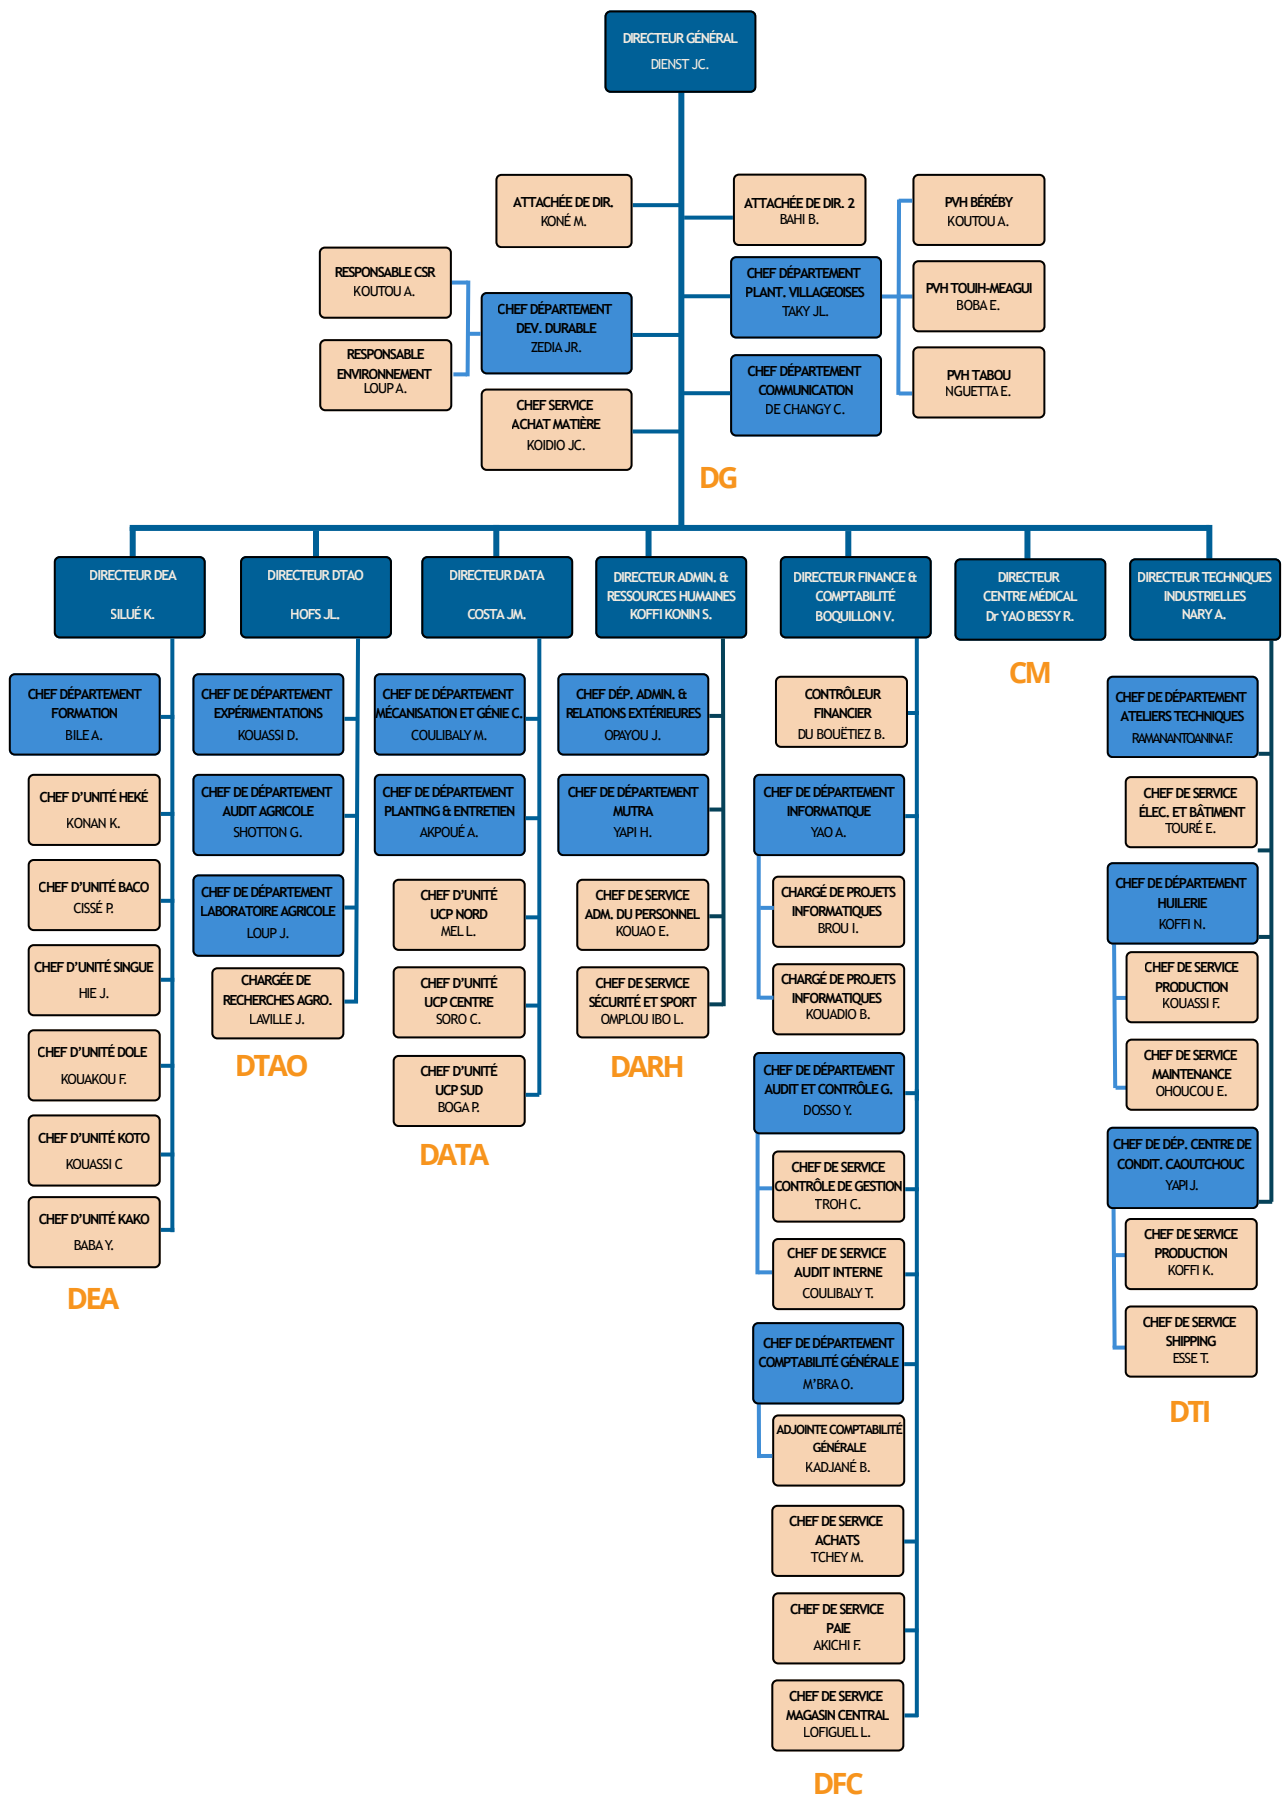 DIRECTEUR GÉNÉRAL
DIENST JC.
ATTACHÉE DE DIR.
KONÉ M.
ATTACHÉE DE DIR. 2
BAHI B.
PVH BÉRÉBY
KOUTOU A.
RESPONSABLE CSR
KOUTOU A.
CHEF DÉPARTEMENT
PLANT. VILLAGEOISES
TAKY JL.
PVH TOUIH-MEAGUI
BOBA E.
CHEF DÉPARTEMENT
DEV. DURABLE
ZEDIA JR.
RESPONSABLE
ENVIRONNEMENT
LOUP A.
CHEF DÉPARTEMENT
COMMUNICATION
DE CHANGY C.
PVH TABOU
NGUETTA E.
CHEF SERVICE
ACHAT MATIÈRE
KOIDIO JC.
DG
DIRECTEUR DEA
SILUÉ K.
DIRECTEUR DTAO
HOFS JL.
DIRECTEUR DATA
COSTA JM.
DIRECTEUR ADMIN. &
RESSOURCES HUMAINES
KOFFI KONIN S.
DIRECTEUR FINANCE &
COMPTABILITÉ
BOQUILLON V.
DIRECTEUR
CENTRE MÉDICAL
Dr YAO BESSY R.
DIRECTEUR TECHNIQUES
INDUSTRIELLES
NARY A.
CHEF DÉPARTEMENT
FORMATION
BILE A.
CHEF D'UNITÉ HEKÉ
KONAN K.
CHEF D'UNITÉ BACO
CISSÉ P.
CHEF D'UNITÉ SINGUE
HIE J.
CHEF D'UNITÉ DOLE
KOUAKOU F.
CHEF D'UNITÉ KOTO
KOUASSI C
CHEF D'UNITÉ KAKO
BABA Y.
DEA
CHEF DE DÉPARTEMENT
EXPÉRIMENTATIONS
KOUASSI D.
CHEF DE DÉPARTEMENT
AUDIT AGRICOLE
SHOTTON G.
CHEF DE DÉPARTEMENT
LABORATOIRE AGRICOLE
LOUP J.
CHARGÉE DE
RECHERCHES AGRO.
LAVILLE J.
DTAO
CHEF DE DÉPARTEMENT
MÉCANISATION ET GÉNIE C.
COULIBALY M.
CHEF DE DÉPARTEMENT
PLANTING & ENTRETIEN
AKPOUÉ A.
CHEF D'UNITÉ
UCP NORD
MEL L.
CHEF D'UNITÉ
UCP CENTRE
SORO C.
CHEF D'UNITÉ
UCP SUD
BOGA P.
DATA
CHEF DÉP. ADMIN. &
RELATIONS EXTÉRIEURES
OPAYOU J.
CHEF DE DÉPARTEMENT
MUTRA
YAPI H.
CHEF DE SERVICE
ADM. DU PERSONNEL
KOUAO E.
CHEF DE SERVICE
SÉCURITÉ ET SPORT
OMPLOU IBO L.
DARH
CONTRÔLEUR
FINANCIER
DU BOUËTIEZ B.
CHEF DE DÉPARTEMENT
INFORMATIQUE
YAO A.
CHARGÉ DE PROJETS
INFORMATIQUES
BROU I.
CHARGÉ DE PROJETS
INFORMATIQUES
KOUADIO B.
CHEF DE DÉPARTEMENT
AUDIT ET CONTRÔLE G.
DOSSO Y.
CHEF DE SERVICE
CONTRÔLE DE GESTION
TROH C.
CHEF DE SERVICE
AUDIT INTERNE
COULIBALY T.
CHEF DE DÉPARTEMENT
COMPTABILITÉ GÉNÉRALE
M'BRA O.
ADJOINTE COMPTABILITÉ
GÉNÉRALE
KADJANÉ B.
CHEF DE SERVICE
ACHATS
TCHEY M.
CHEF DE SERVICE
PAIE
AKICHI F.
CHEF DE SERVICE
MAGASIN CENTRAL
LOFIGUEL L.
DFC
CM
CHEF DE DÉPARTEMENT
ATELIERS TECHNIQUES
RAMANANTOANINA F.
CHEF DE SERVICE
ÉLEC. ET BÂTIMENT
TOURÉ E.
CHEF DE DÉPARTEMENT
HUILERIE
KOFFI N.
CHEF DE SERVICE
PRODUCTION
KOUASSI F.
CHEF DE SERVICE
MAINTENANCE
OHOUCOU E.
CHEF DE DÉP. CENTRE DE
CONDIT. CAOUTCHOUC
YAPI J.
CHEF DE SERVICE
PRODUCTION
KOFFI K.
CHEF DE SERVICE
SHIPPING
ESSE T.
DTI